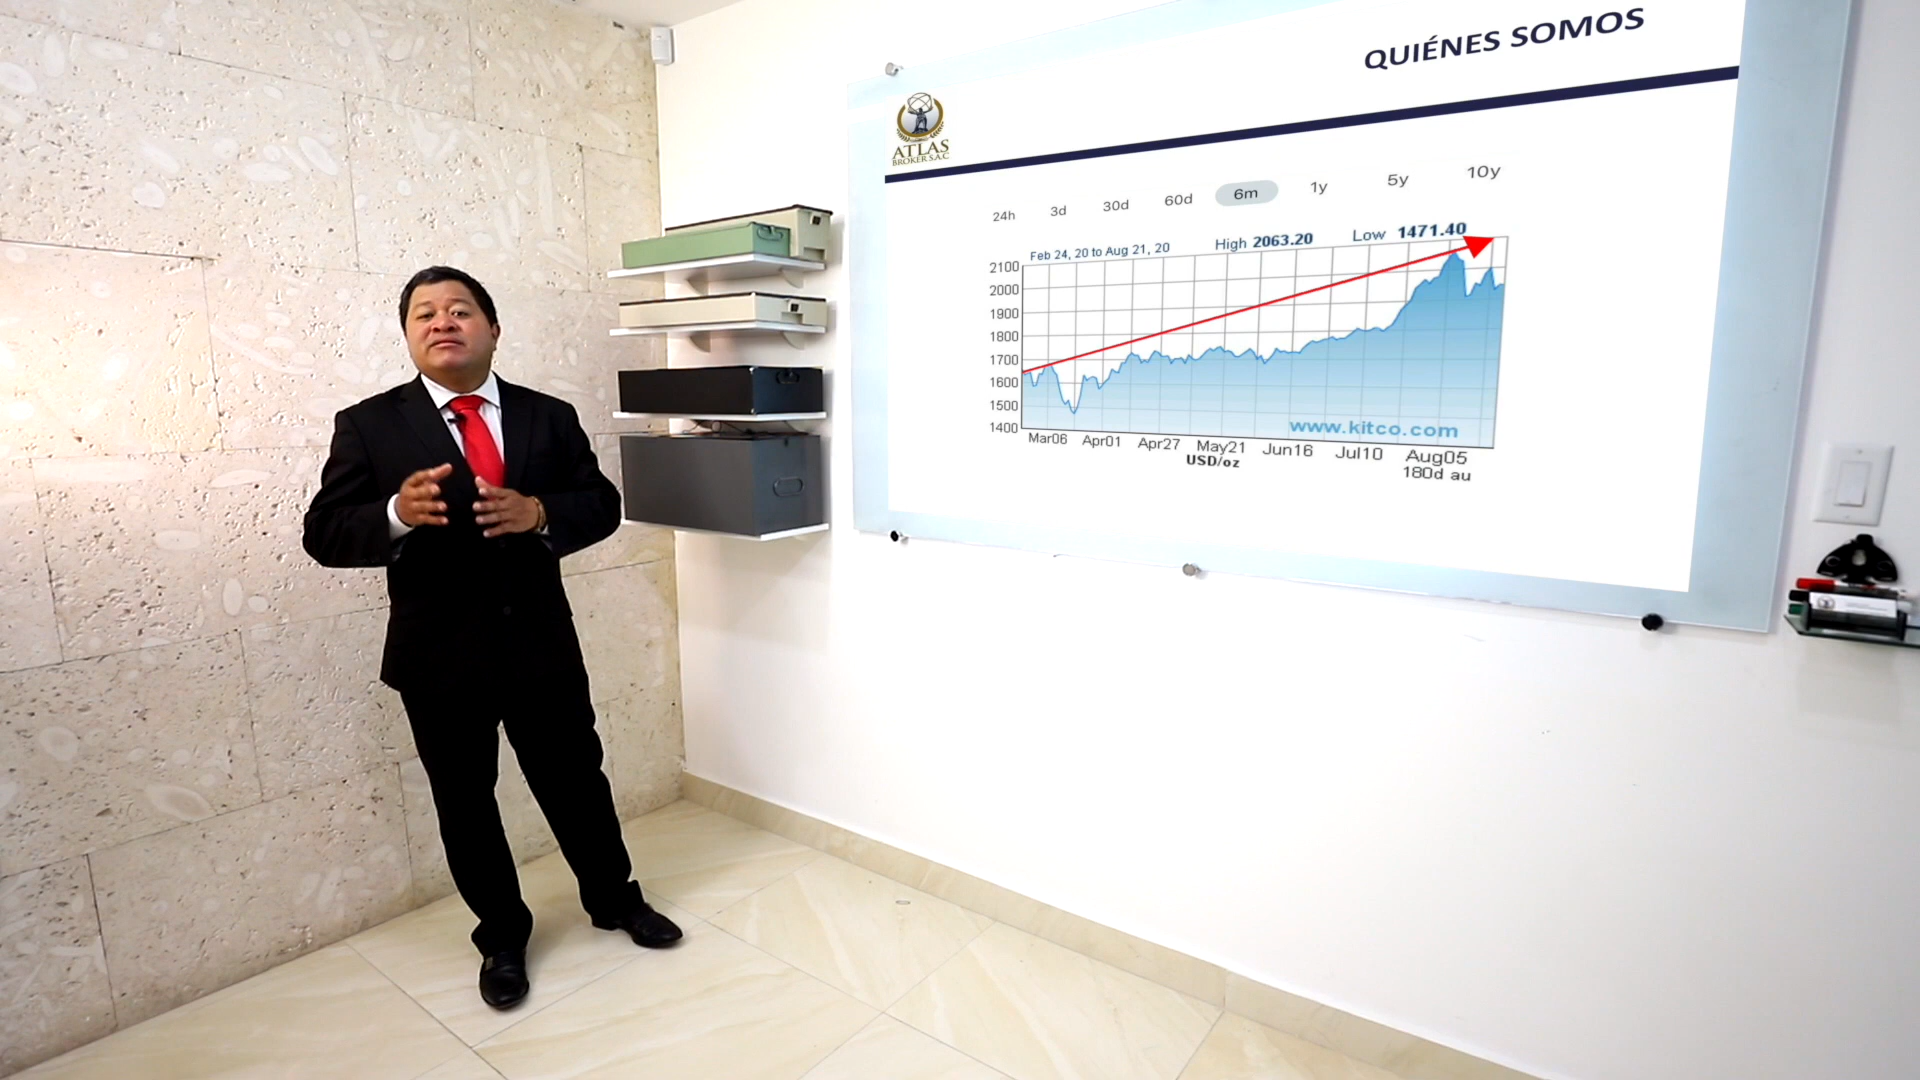 QUIÉNES SOMOS
ATLAS
BROKER S.A.C
24h 3d 30d 60d 6m 1y 5y 10y
Feb 24, 20 to Aug 21, 20 High 2063.20 Low 1471.40
2100
2000
1900
1800
1700
1600
1500
1400
www.kitco.com
Mar06 Apr01 Apr27 May21 Jun16 Jul10 Aug05
USD/oz
180d au